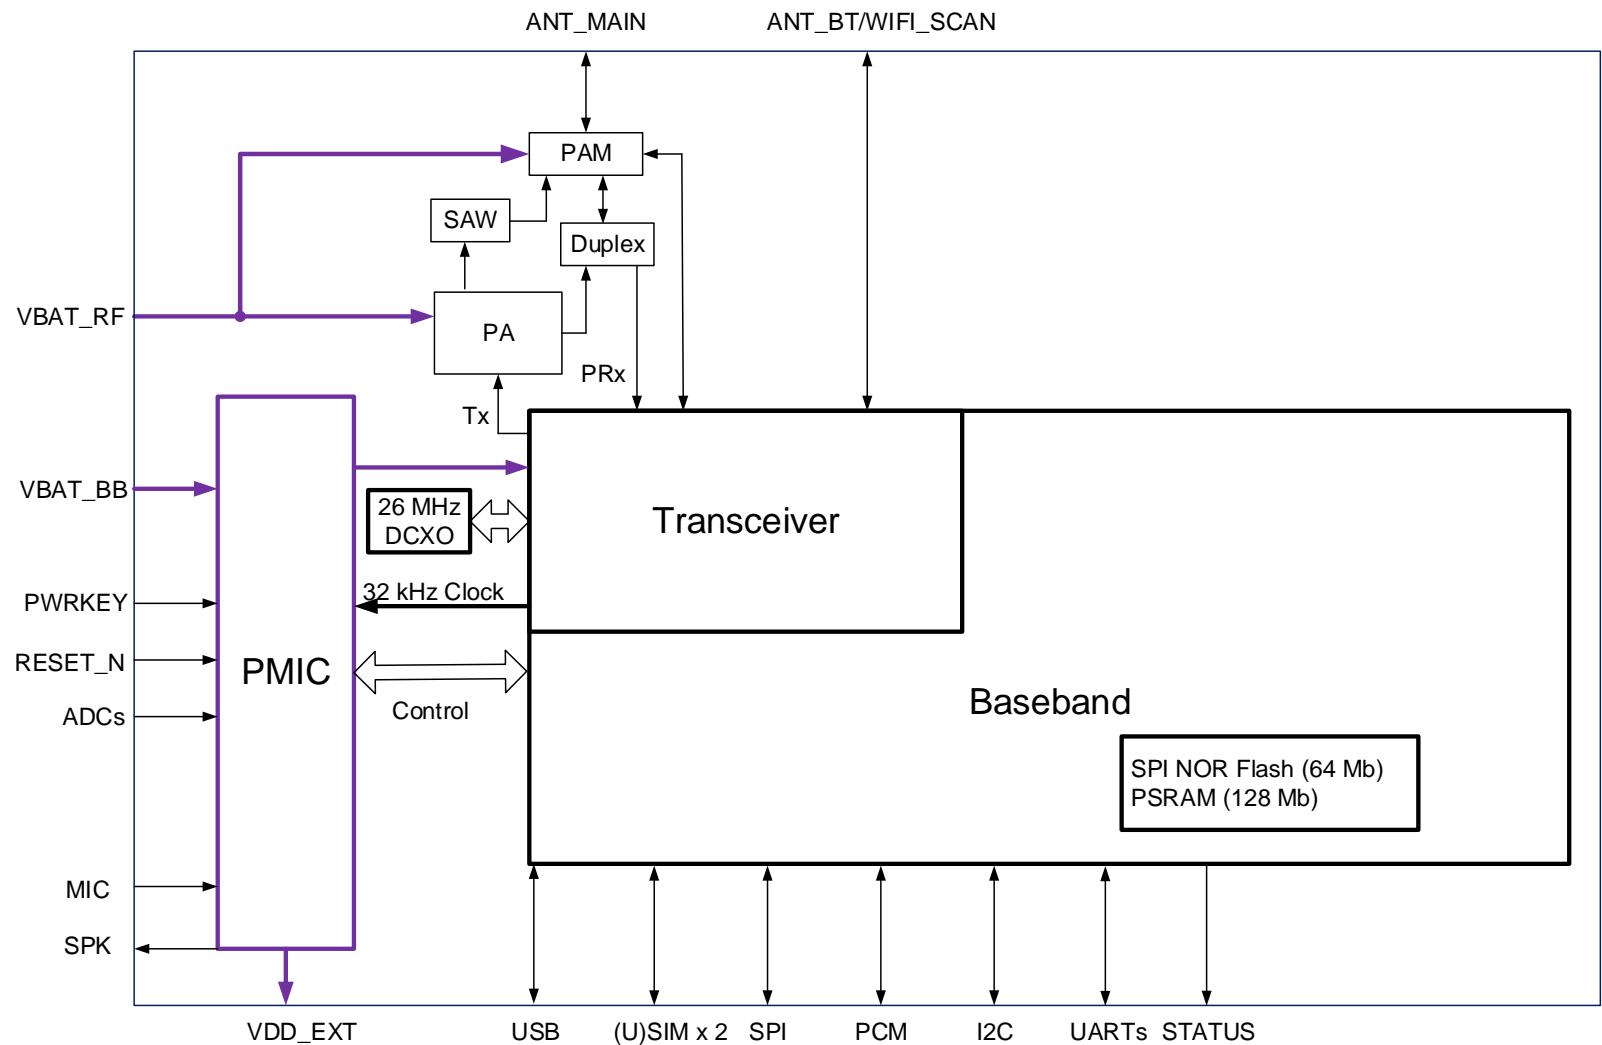 ANT_MAIN
ANT_BT/WIFI_SCAN
PAM
SAW
Duplex
VBAT_RF
PA
PRx
Tx
VBAT_BB
26 MHz
DCXO
Transceiver
32 kHz Clock
PWRKEY
RESET_N
PMIC
ADCs
Control
Baseband
SPI NOR Flash (64 Mb)
PSRAM (128 Mb)
MIC
SPK
VDD_EXT
USB
(U)SIM x 2
SPI
PCM
I2C
UARTs
STATUS